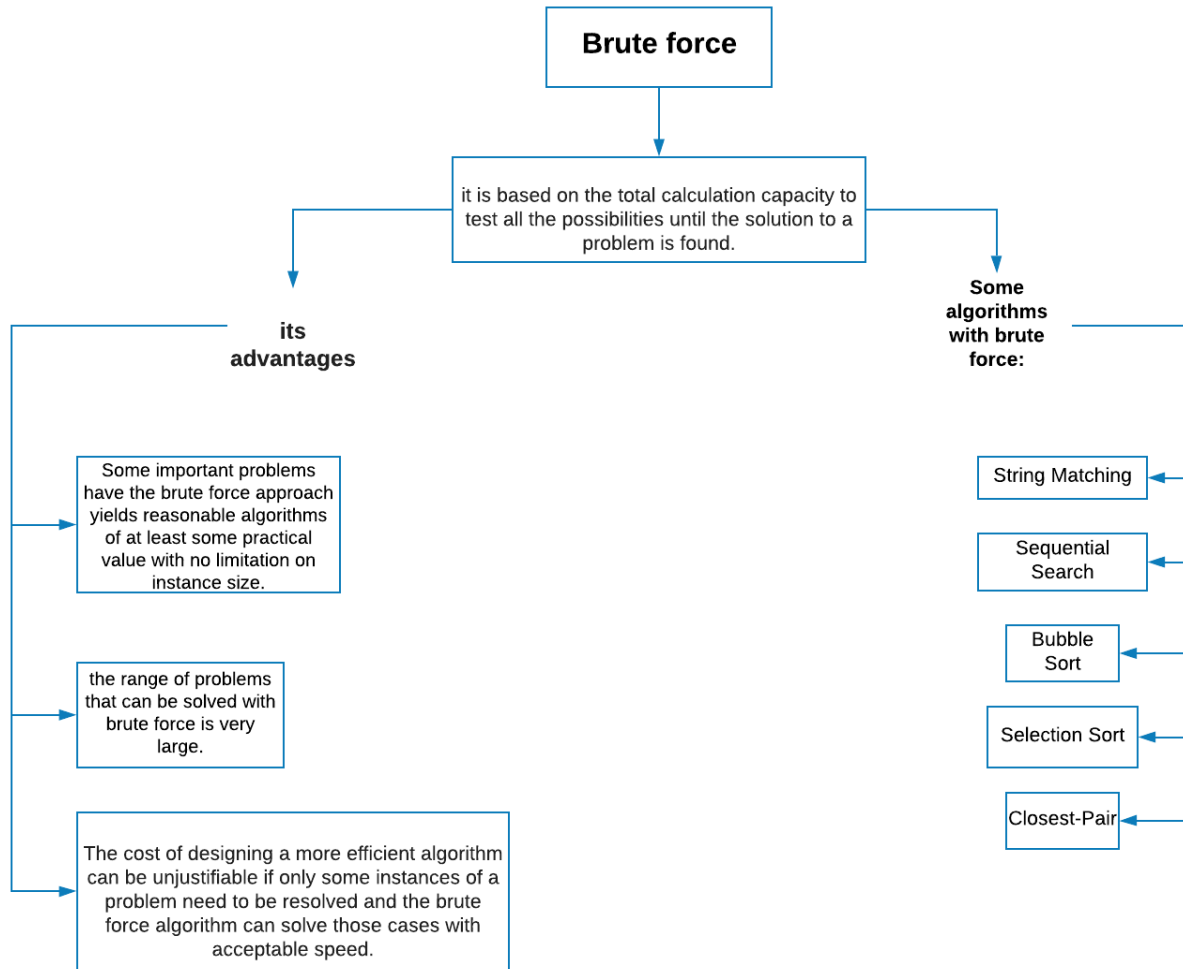 Brute force
it is based on the total calculation capacity to
test all the possibilities until the solution to a
problem is found.
its
advantages
Some important problems
have the brute force approach
yields reasonable algorithms
of at least some practical
value with no limitation on
instance size.
the range of problems
that can be solved with
brute force is very
large.
The cost of designing a more efficient algorithm
can be unjustifiable if only some instances of a
problem need to be resolved and the brute
force algorithm can solve those cases with
acceptable speed.
Some
algorithms
with brute
force:
String Matching
Sequential
Search
Bubble
Sort
Selection Sort
Closest-Pair